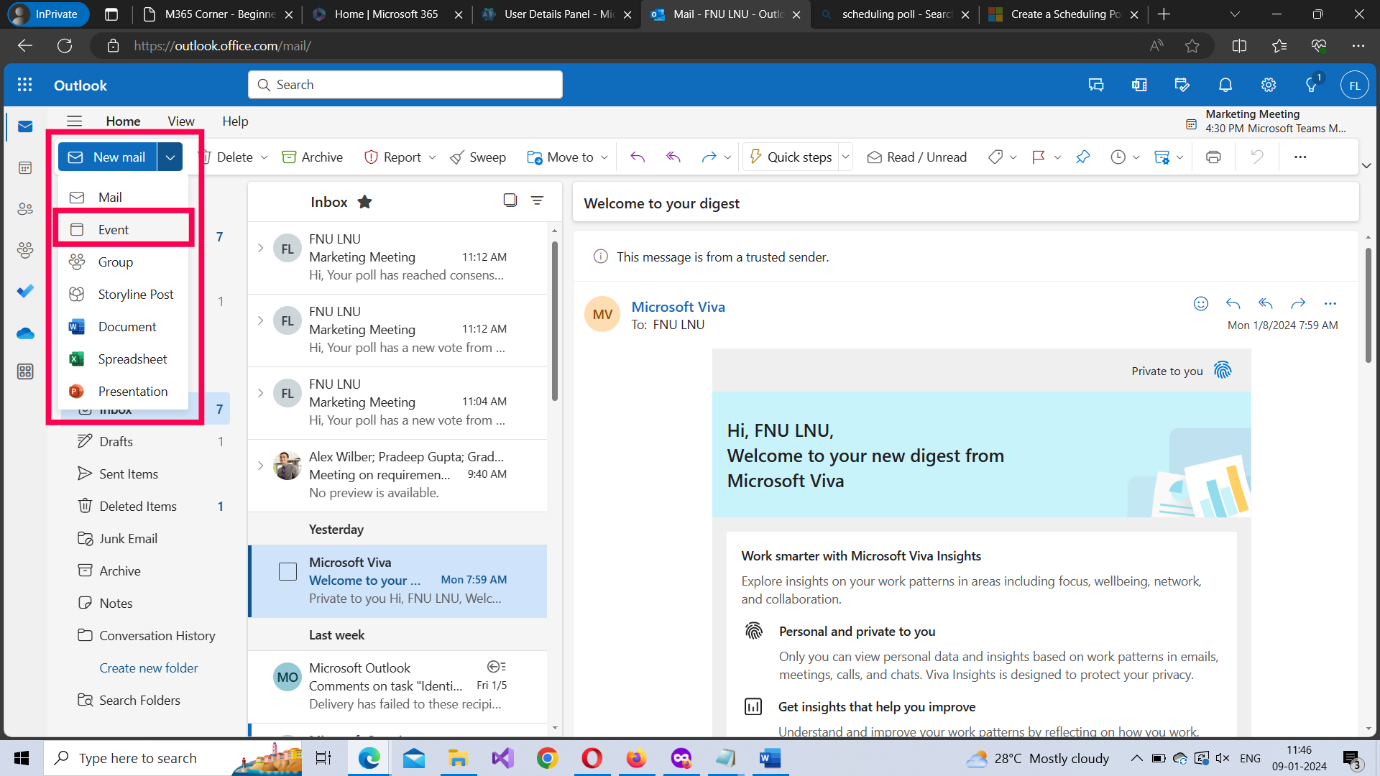 InPrivate
M365 Corner - Beginne
Home | Microsoft 365
User Details Panel - Mi
Mail - FNU LNU - Outlo
scheduling poll - Searc
Create a Scheduling Po
https://outlook.office.com/mail/
Outlook
Search
1
FL
Home View Help
Marketing Meeting
4:30 PM Microsoft Teams M...
New mail
Delete
Archive
Report
Sweep
Move to
Quick steps
Read / Unread
Mail
Event
Group
Storyline Post
Document
Spreadsheet
Presentation
7
1
Inbox 7
Drafts 1
Sent Items
Deleted Items 1
Junk Email
Archive
Notes
Conversation History
Create new folder
Search Folders
Inbox
FL
FNU LNU
Marketing Meeting 11:12 AM
Hi, Your poll has reached consens...
FL
FNU LNU
Marketing Meeting 11:12 AM
Hi, Your poll has a new vote from ...
FL
FNU LNU
Marketing Meeting 11:04 AM
Hi, Your poll has a new vote from ...
Alex Wilber; Pradeep Gupta; Grad...
Meeting on requiremen... 9:40 AM
No preview is available.
Yesterday
Microsoft Viva
Welcome to your ... Mon 7:59 AM
Private to you Hi, FNU LNU, Welc...
Last week
MO
Microsoft Outlook
Comments on task "Identi... Fri 1/5
Delivery has failed to these recipi...
Welcome to your digest
This message is from a trusted sender.
MV
Microsoft Viva
To: FNU LNU
Mon 1/8/2024 7:59 AM
Private to you
Hi, FNU LNU,
Welcome to your new digest from
Microsoft Viva
Work smarter with Microsoft Viva Insights
Explore insights on your work patterns in areas including focus, wellbeing, network,
and collaboration.
Personal and private to you
Only you can view personal data and insights based on work patterns in emails,
meetings, calls, and chats. Viva Insights is designed to protect your privacy.
Get insights that help you improve
Understand and improve your work patterns by reflecting on how you work,
Type here to search
28°C Mostly cloudy
ENG
11:46
09-01-2024
3